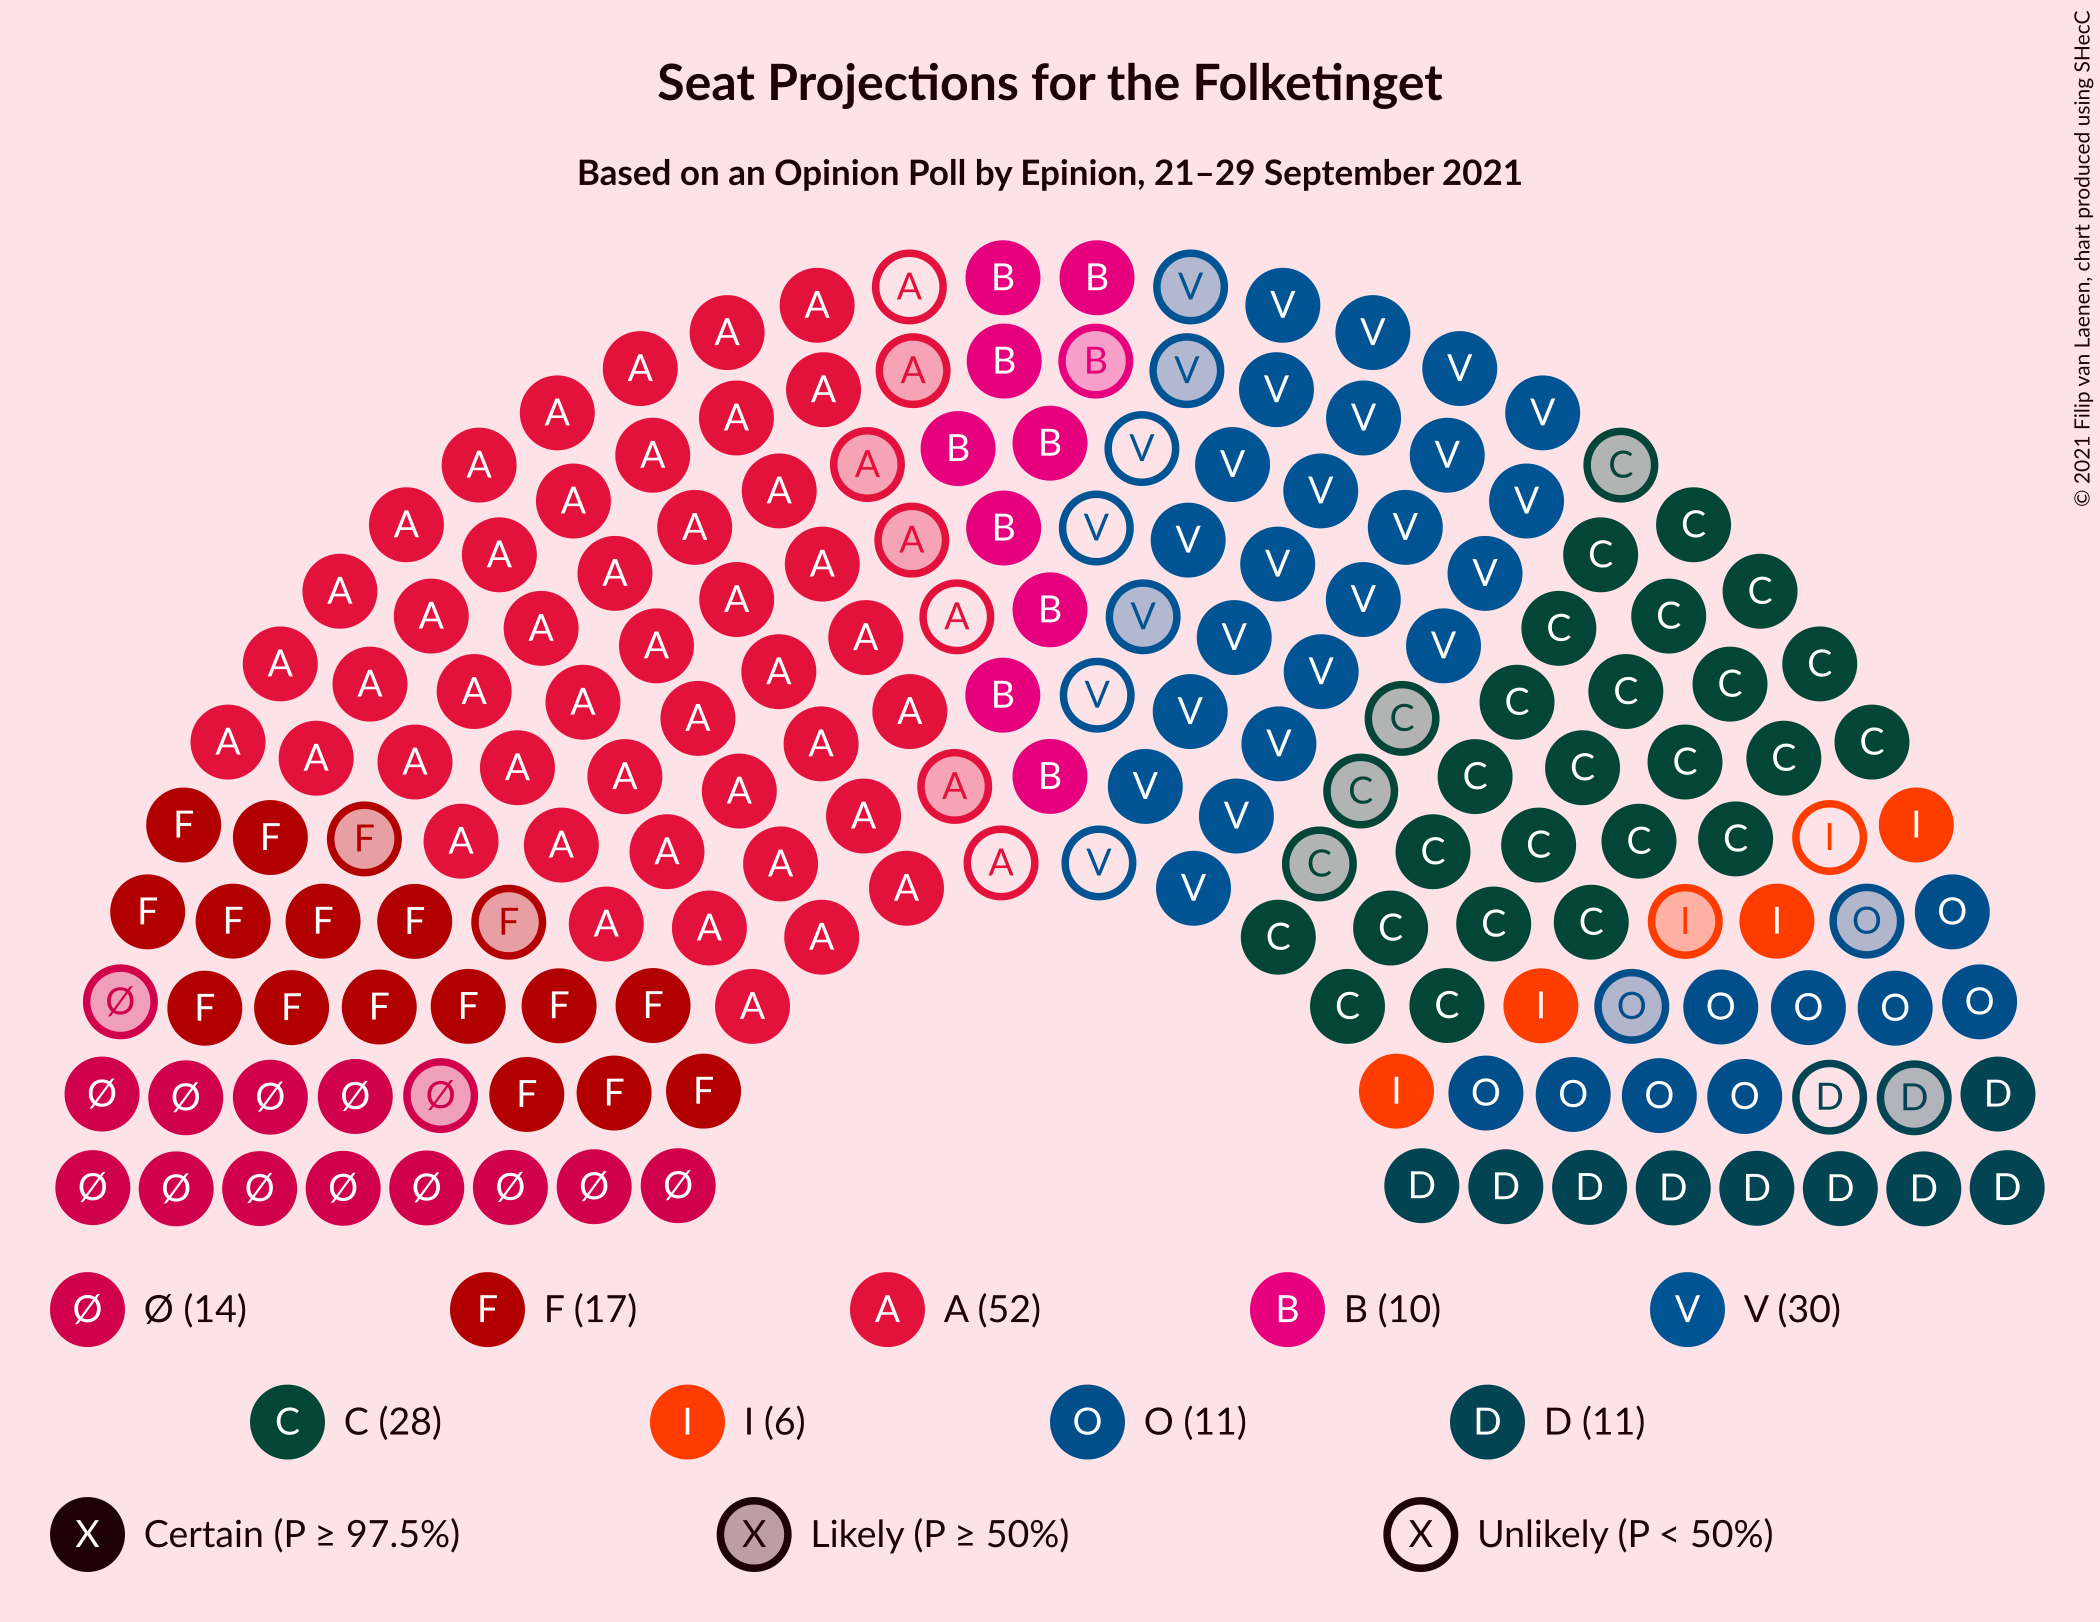 Seat Projections for the Folketinget
Based on an Opinion Poll by Epinion, 21–29 September 2021
© 2021 Filip van Laenen, chart produced using SHecC
A A B B V V
A A A A B B V V V V
A A A A A B B V V V V V C
A A A A A A B V V V V V C C
A A A A A A A A B V V V V V C C C
A A A A A A A A B V V V V C C C C C
A A A A A A A A B V V C C C C C C
F F F A A A A A A A V V V C C C C C I I
F F F F F A A A C C C C I I O O
Ø F F F F F F A C C I O O O O O
Ø Ø Ø Ø Ø F F F I O O O O D D D
Ø Ø Ø Ø Ø Ø Ø Ø D D D D D D D D
Ø Ø (14) F F (17) A A (52) B B (10) V V (30)
C C (28) I I (6) O O (11) D D (11)
X Certain (P ≥ 97.5%) X Likely (P ≥ 50%) X Unlikely (P < 50%)